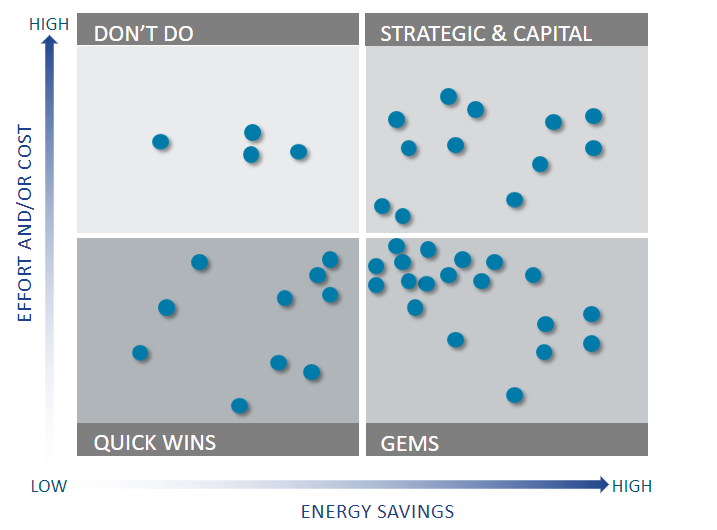 HIGH
DON'T DO
STRATEGIC & CAPITAL
EFFORT AND/OR COST
QUICK WINS
GEMS
LOW
HIGH
ENERGY SAVINGS